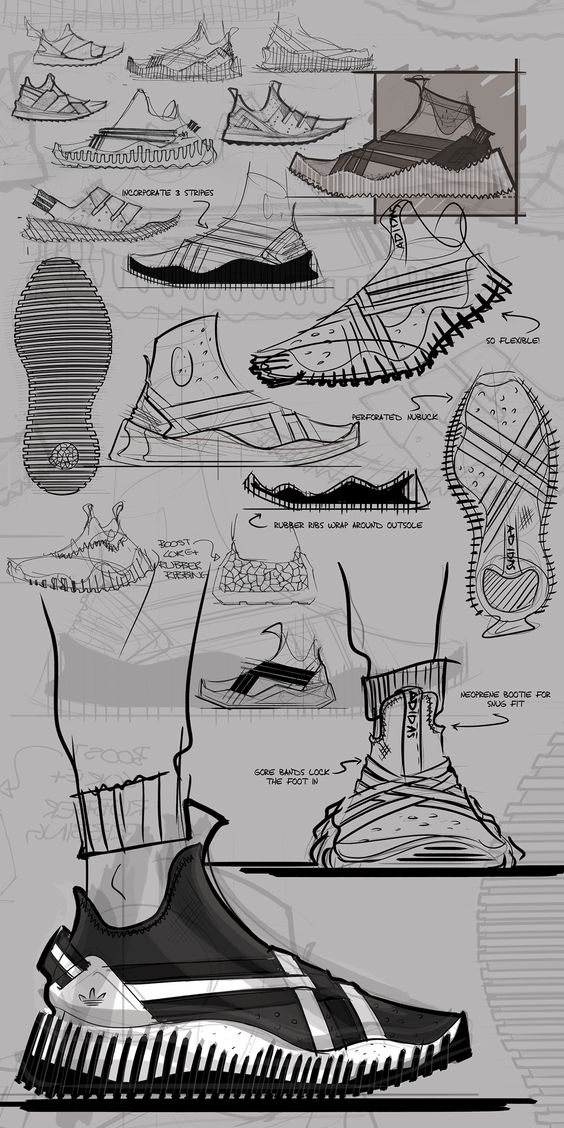 INCORPORATE 3 STRIPES
ADIDAS
SO FLEXIBLE!
PERFORATED NUBUCK
RUBBER RIBS WRAP AROUND OUTSOLE
ADIDAS
BOOST
CORE +
RUBBER
RIBBING
NEOPRENE BOOTIE FOR
SNUG FIT
ADIDAS
GORE BANDS LOCK
THE FOOT IN